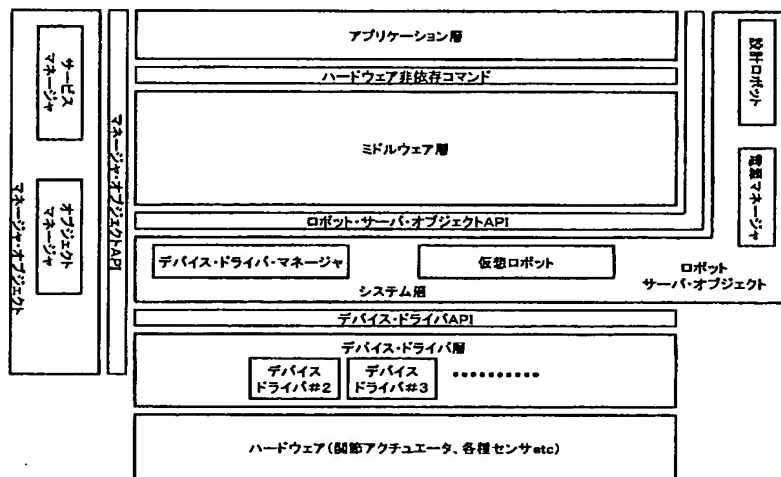 アプリケーション層
ハードウェア非依存コマンド
ミドルウェア層
ロボット・サーバ・オブジェクトAPI
デバイス・ドライバ・マネージャ
仮想ロボット
システム層
デバイス・ドライバAPI
デバイス・ドライバ層
デバイス
ドライバ#2
デバイス
ドライバ#3
ハードウェア(関節アクチュエータ、各種センサetc)
サービス
マネージャ
オブジェクト
マネージャ
マネージャ・オブジェクト
マネージャ・オブジェクトAPI
設計ロボット
マネージャ
ロボット
サーバ・オブジェクト